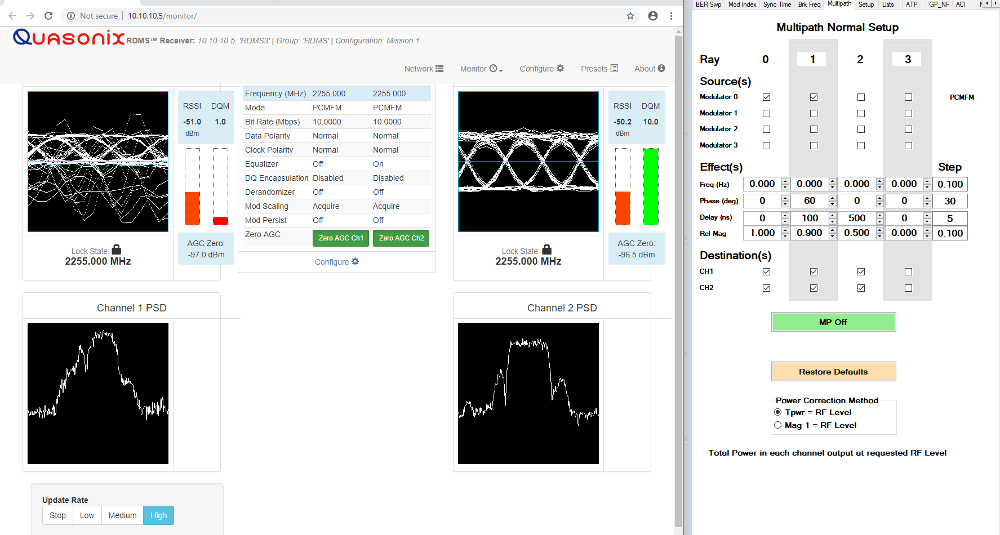 Not secure | 10.10.10.5/monitor/
QUASONIX RDMS™ Receiver: 10.10.10.5: 'RDMS3' | Group: 'RDMS' | Configuration: Mission 1
Network Monitor Configure Presets About
RSSI DQM
-51.0 1.0
dBm
AGC Zero:
-97.0 dBm
Lock State:
2255.000 MHz
Frequency (MHz) 2255.000 2255.000
Mode PCMFM PCMFM
Bit Rate (Mbps) 10.0000 10.0000
Data Polarity Normal Normal
Clock Polarity Normal Normal
Equalizer Off On
DQ Encapsulation Disabled Disabled
Derandomizer Off Off
Mod Scaling Acquire Acquire
Mod Persist Off Off
Zero AGC Zero AGC Ch1 Zero AGC Ch2
Configure
RSSI DQM
-50.2 10.0
dBm
AGC Zero:
-96.5 dBm
Lock State:
2255.000 MHz
Channel 1 PSD
Channel 2 PSD
Update Rate
Stop Low Medium High
BER Swp Mod Index Sync Time Brk Freq Multipath Setup Lists ATP GP_NF ACI
Multipath Normal Setup
Ray 0 1 2 3
Source(s)
Modulator 0 PCMFM
Modulator 1
Modulator 2
Modulator 3
Effect(s) Step
Freq (Hz) 0.000 0.000 0.000 0.000 0.100
Phase (deg) 0 60 0 0 30
Delay (ns) 0 100 500 0 5
Rel Mag 1.000 0.900 0.500 0.000 0.100
Destination(s)
CH1
CH2
MP Off
Restore Defaults
Power Correction Method
Tpwr = RF Level
Mag 1 = RF Level
Total Power in each channel output at requested RF Level